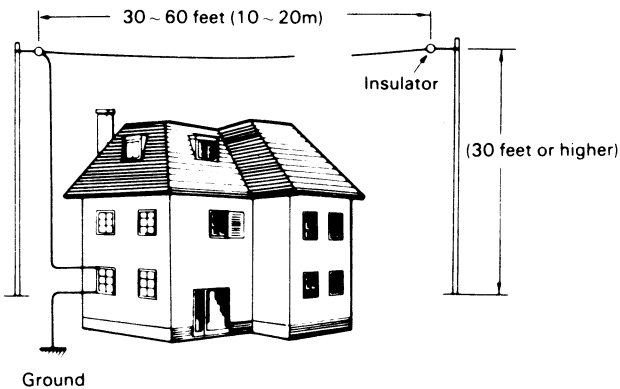 30 ~ 60 feet (10 ~ 20m)
Insulator
(30 feet or higher)
Ground